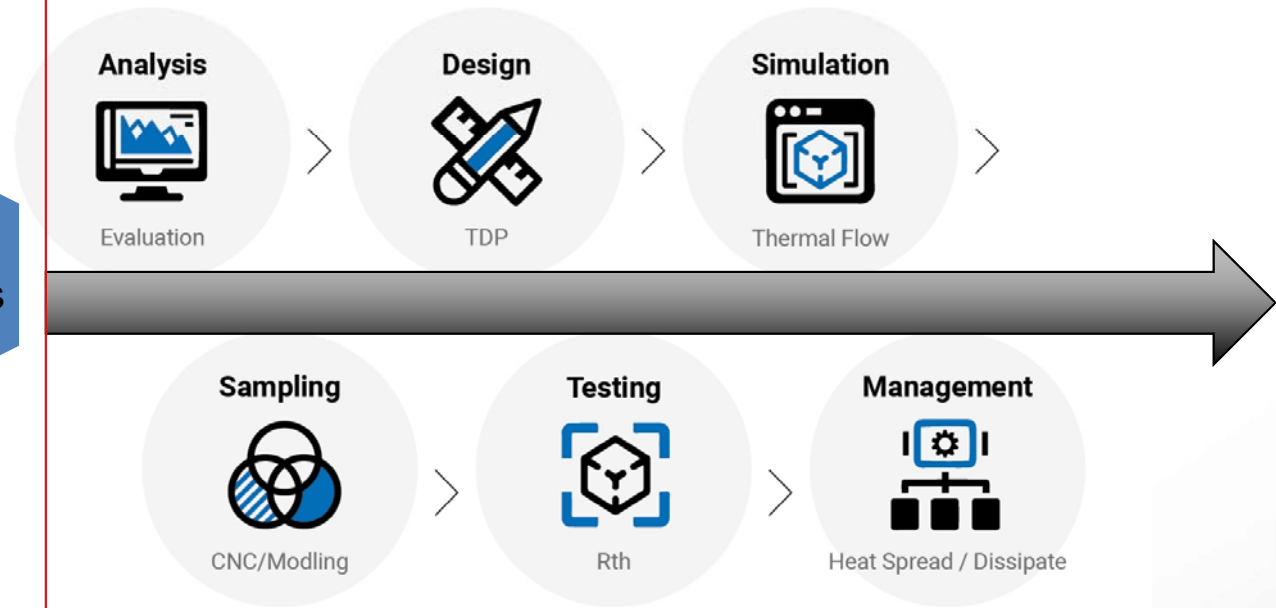 Analysis
Evaluation
Design
TDP
Simulation
Thermal Flow
s
Sampling
CNC/Modling
Testing
Rth
Management
Heat Spread / Dissipate